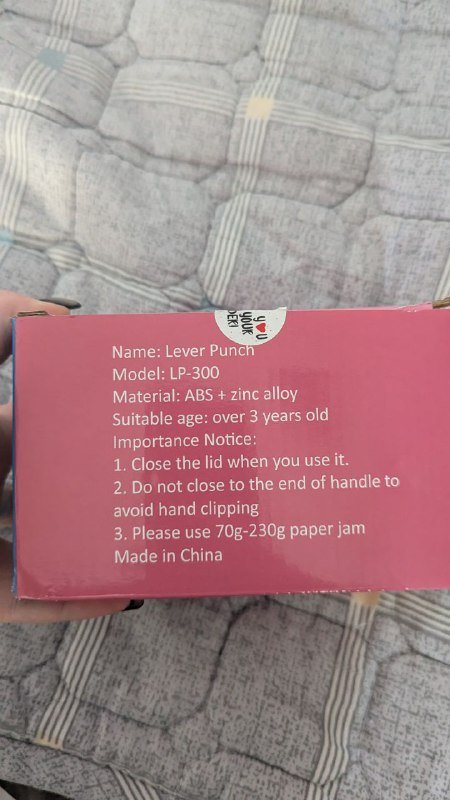 y♥U
YOUR
Name: Lever Punch
Model: LP-300
Material: ABS + zinc alloy
Suitable age: over 3 years old
Importance Notice:
1. Close the lid when you use it.
2. Do not close to the end of handle to
avoid hand clipping
3. Please use 70g-230g paper jam
Made in China